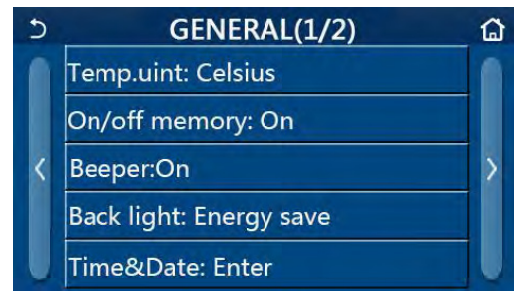 GENERAL(1/2)
Temp.uint: Celsius
On/off memory: On
Beeper:On
Back light: Energy save
Time&Date: Enter